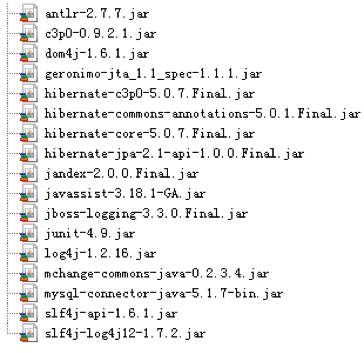 antlr-2.7.7.jar
c3p0-0.9.2.1.jar
dom4j-1.6.1.jar
geronimo-jta_1.1_spec-1.1.1.jar
hibernate-c3p0-5.0.7.Final.jar
hibernate-commons-annotations-5.0.1.Final.jar
hibernate-core-5.0.7.Final.jar
hibernate-jpa-2.1-api-1.0.0.Final.jar
jandex-2.0.0.Final.jar
javassist-3.18.1-GA.jar
jboss-logging-3.3.0.Final.jar
junit-4.9.jar
log4j-1.2.16.jar
mchange-commons-java-0.2.3.4.jar
mysql-connector-java-5.1.7-bin.jar
slf4j-api-1.6.1.jar
slf4j-log4j12-1.7.2.jar